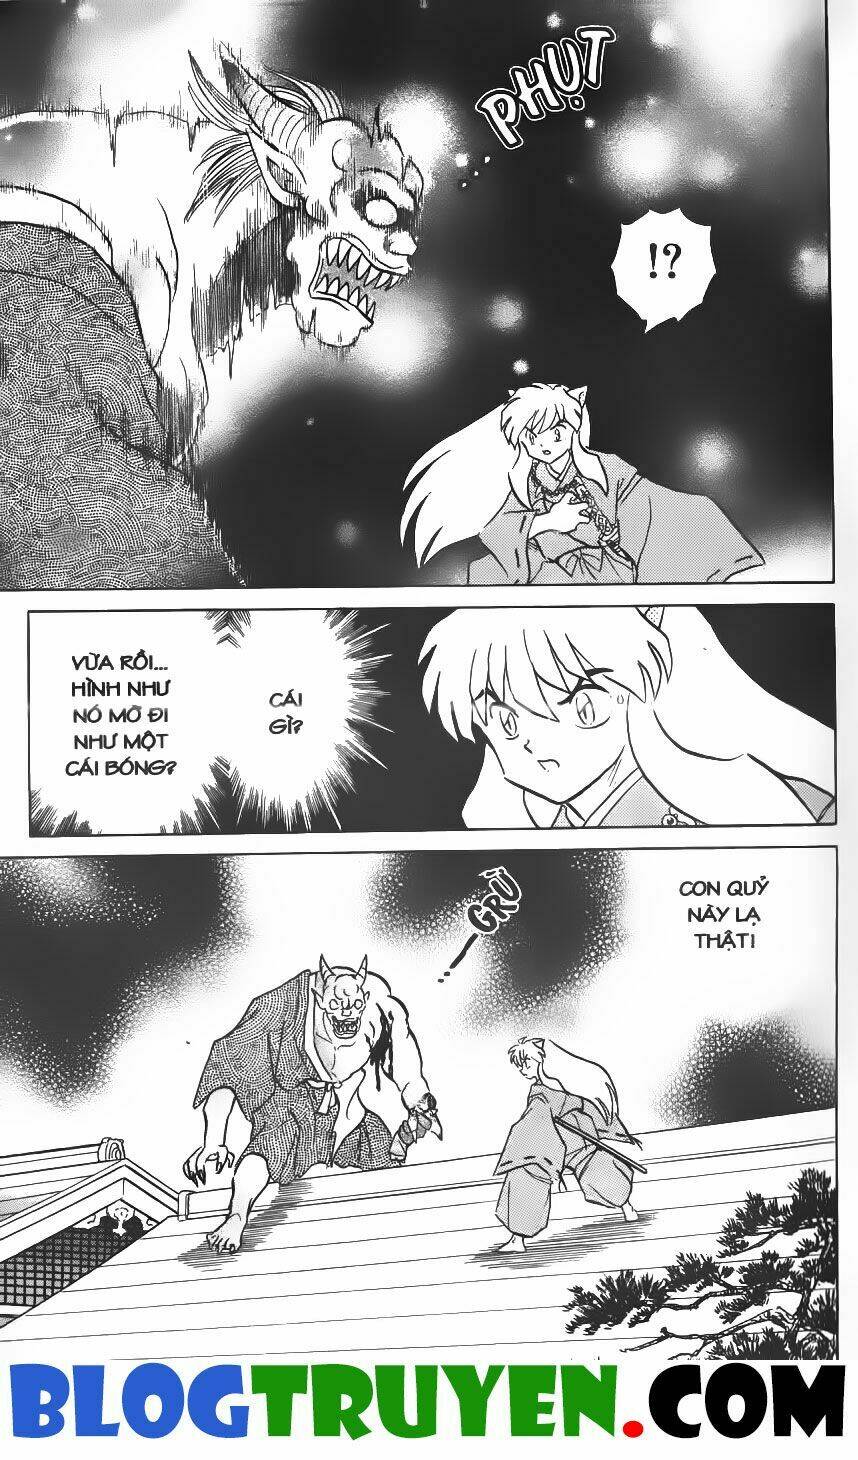 PHỤT
!?
VỪA RỒI...
HÌNH NHƯ
NÓ MỜ ĐI
NHƯ MỘT
CÁI BÓNG?
CÁI
GÌ?
GRÙ
CON QUỶ
NÀY LẠ
THẬT!
BLOGTRUYEN.COM